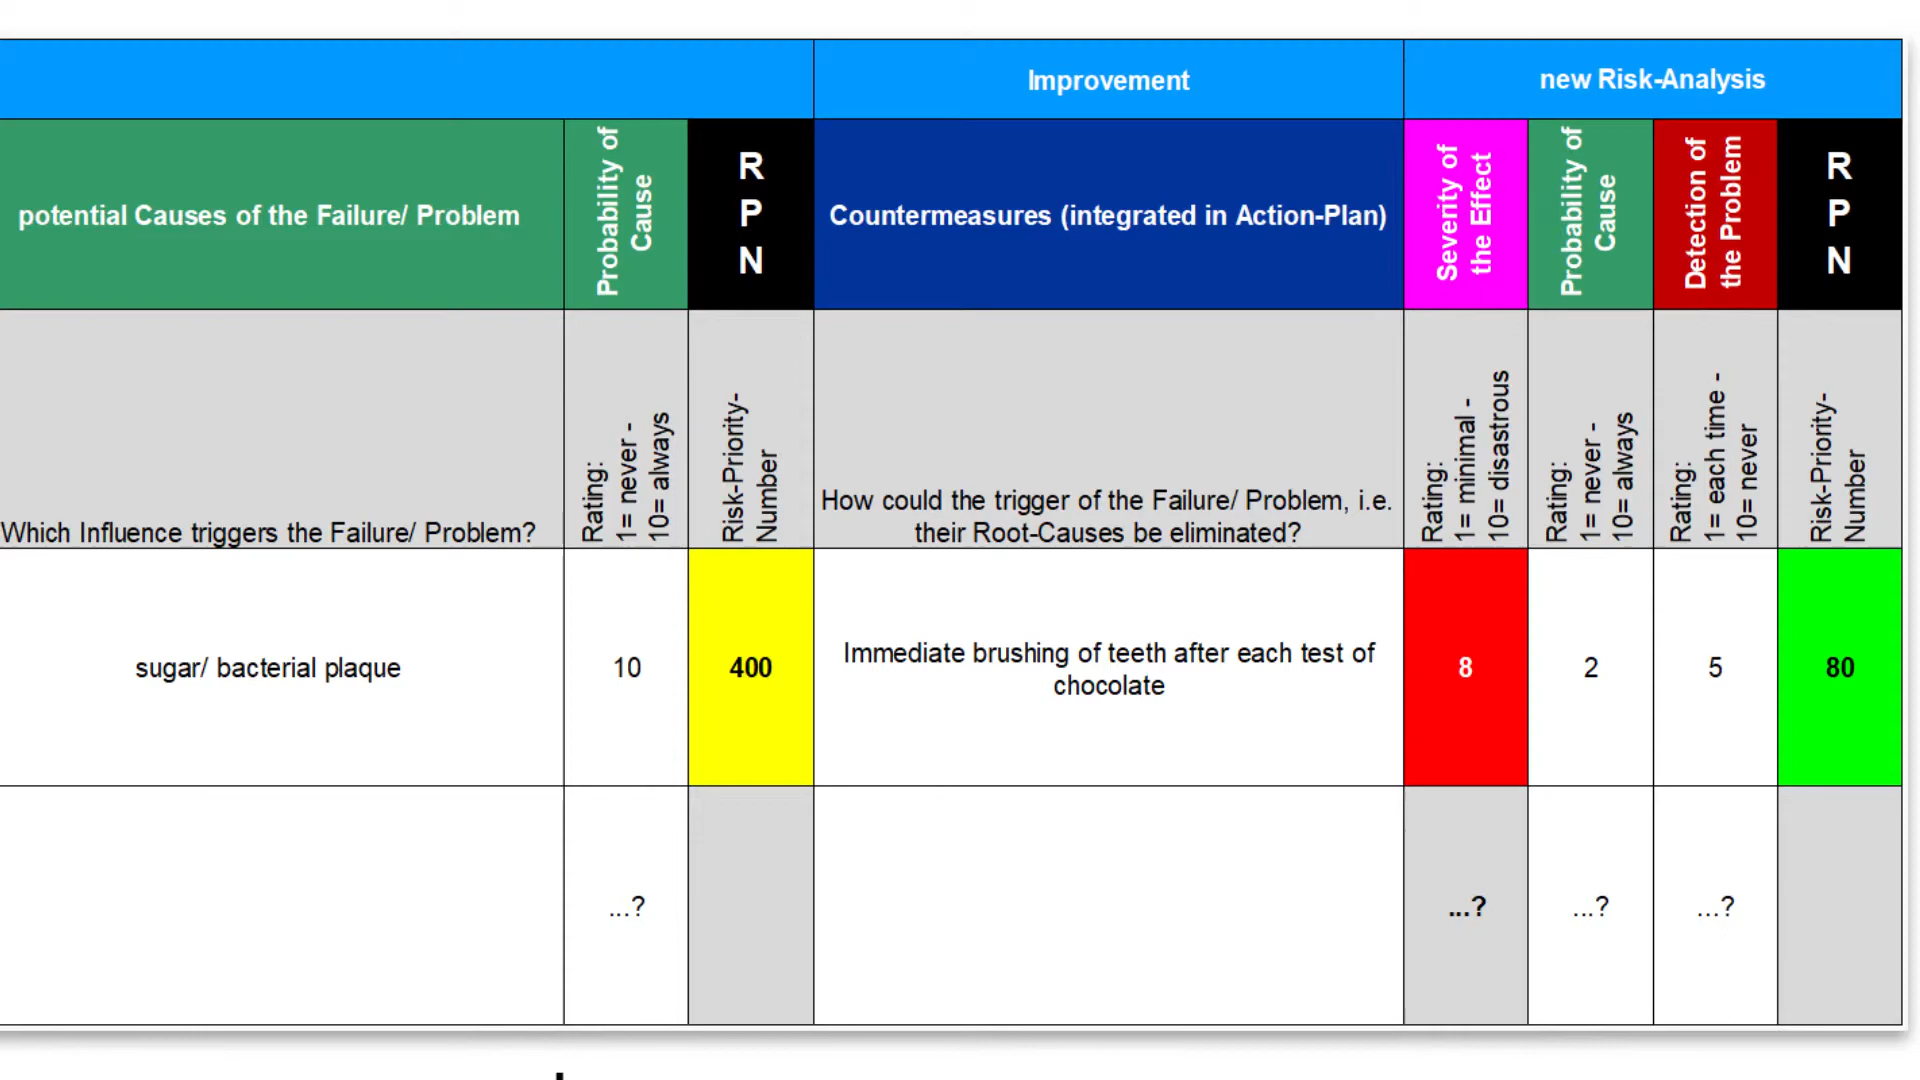 Improvement
new Risk-Analysis
potential Causes of the Failure/ Problem
Probability of
Cause
R
P
N
Countermeasures (integrated in Action-Plan)
Severity of
the Effect
Probability of
Cause
Detection of
the Problem
R
P
N
Which Influence triggers the Failure/ Problem?
Rating:
1= never -
10= always
Risk-Priority-
Number
How could the trigger of the Failure/ Problem, i.e.
their Root-Causes be eliminated?
Rating:
1= minimal -
10= disastrous
Rating:
1= never -
10= always
Rating:
1= each time -
10= never
Risk-Priority-
Number
sugar/ bacterial plaque
10
400
Immediate brushing of teeth after each test of
chocolate
8
2
5
80
...?
...?
...?
...?